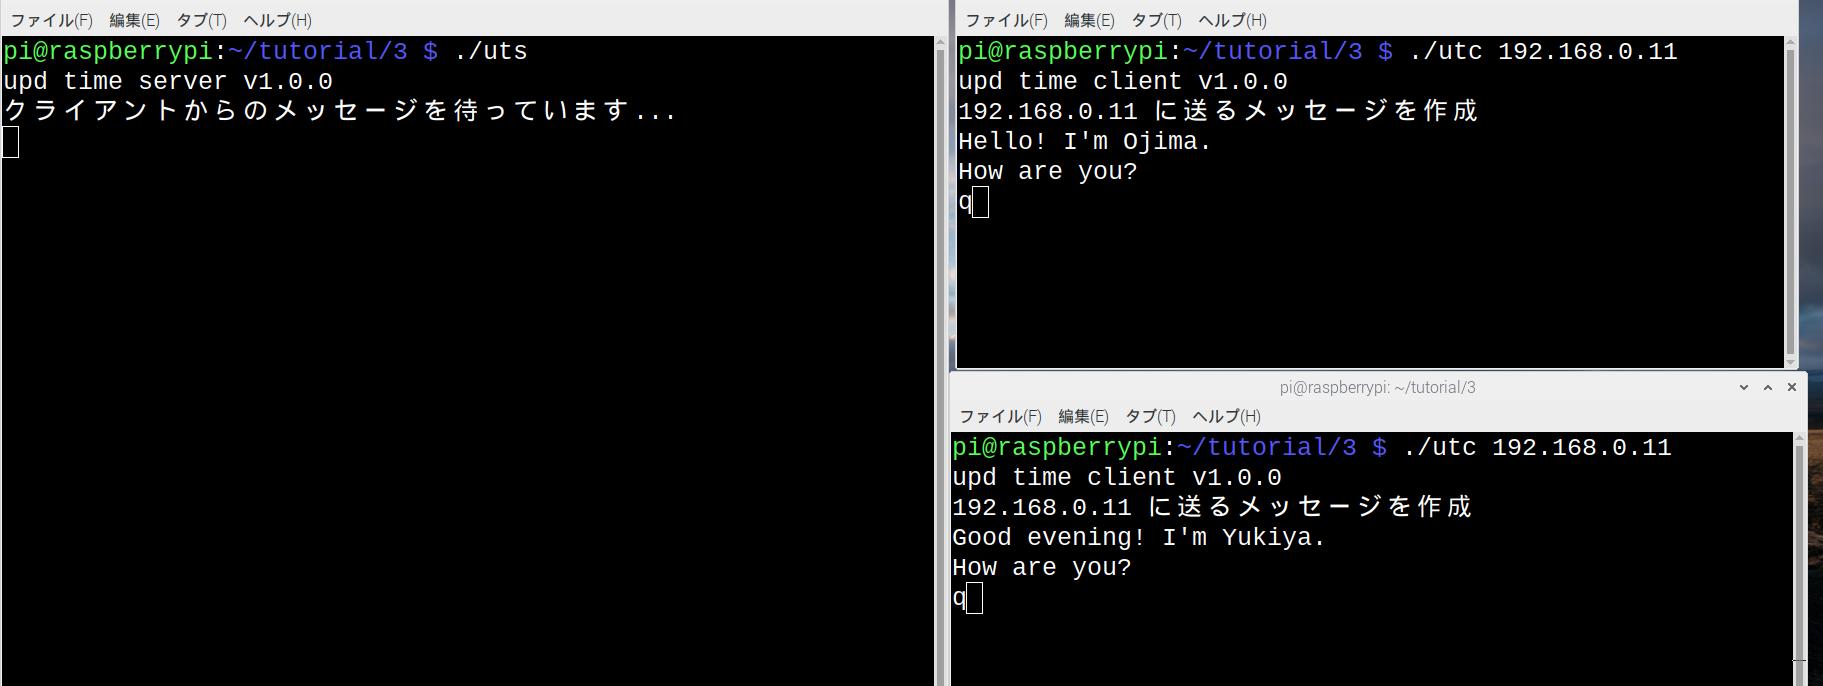 ファイル(F) 編集(E) タブ(T) ヘルプ(H)
pi@raspberrypi:~/tutorial/3 $ ./uts
upd time server v1.0.0
クライアントからのメッセージを待っています...
ファイル(F) 編集(E) タブ(T) ヘルプ(H)
pi@raspberrypi:~/tutorial/3 $ ./utc 192.168.0.11
upd time client v1.0.0
192.168.0.11 に送るメッセージを作成
Hello! I'm Ojima.
How are you?
q
pi@raspberrypi: ~/tutorial/3
ファイル(F) 編集(E) タブ(T) ヘルプ(H)
pi@raspberrypi:~/tutorial/3 $ ./utc 192.168.0.11
upd time client v1.0.0
192.168.0.11 に送るメッセージを作成
Good evening! I'm Yukiya.
How are you?
q